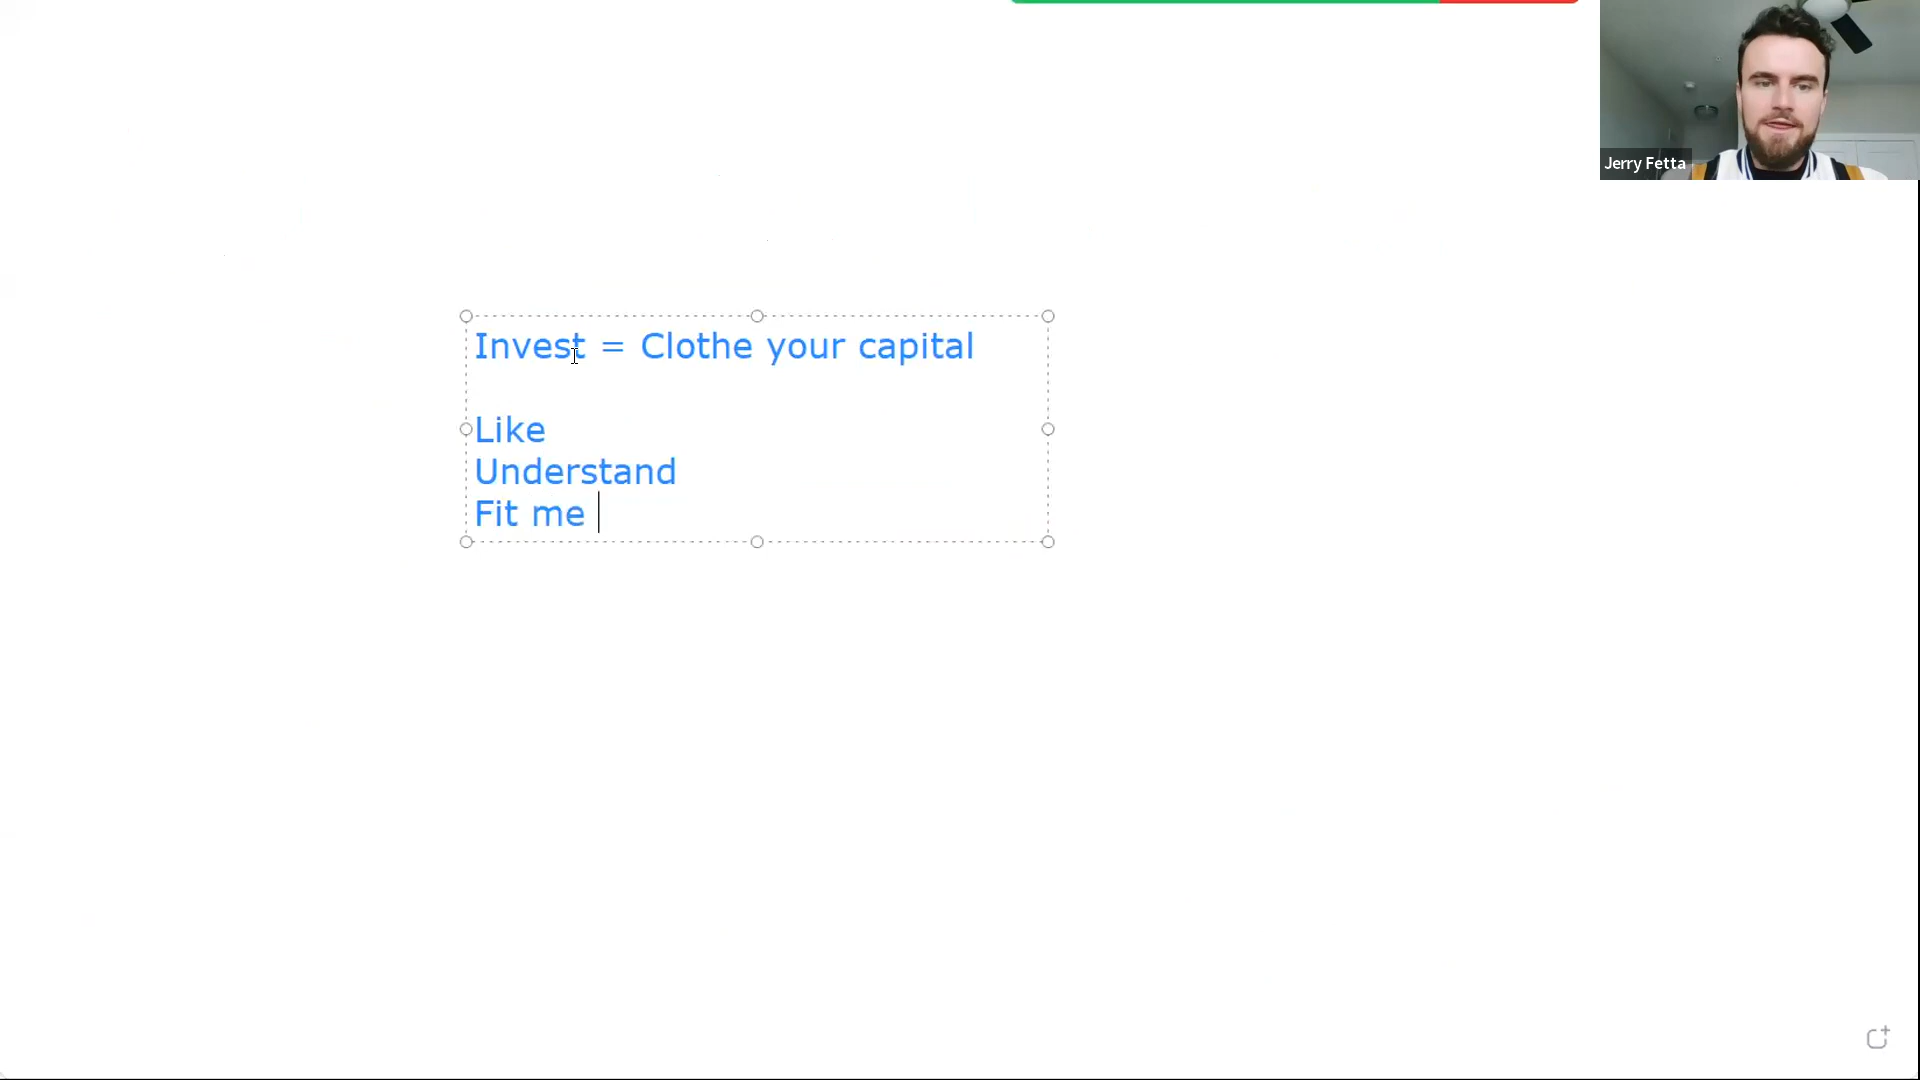 Jerry Fetta
Invest = Clothe your capital
Like
Understand
Fit me